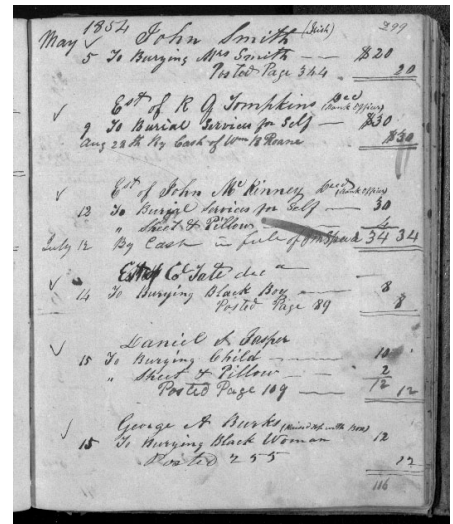 1854 299
May John Smith (Irish)
5 To Burying Mrs Smith $20
Posted Page 344 20
Est of R G Tompkins Decd (Bank Officer)
9 To Burial Services for Self $30
Aug 28th By Cash of Wm B Roane $30
Est of John McKinney Decd (Bank Officer)
13 To Burial Services for Self 30
" Sheet & Pillow 4
July 12 By Cash in full of 34 34
Est C Tate decd
14 To Burying Black Boy 8
Posted Page 89 8
Daniel S Jasper
15 To Burying Child 10
" Sheet & Pillow 2
Posted Page 109 12 12
George A Burks
15 To Burying Black Woman 12
Posted 255 12
116